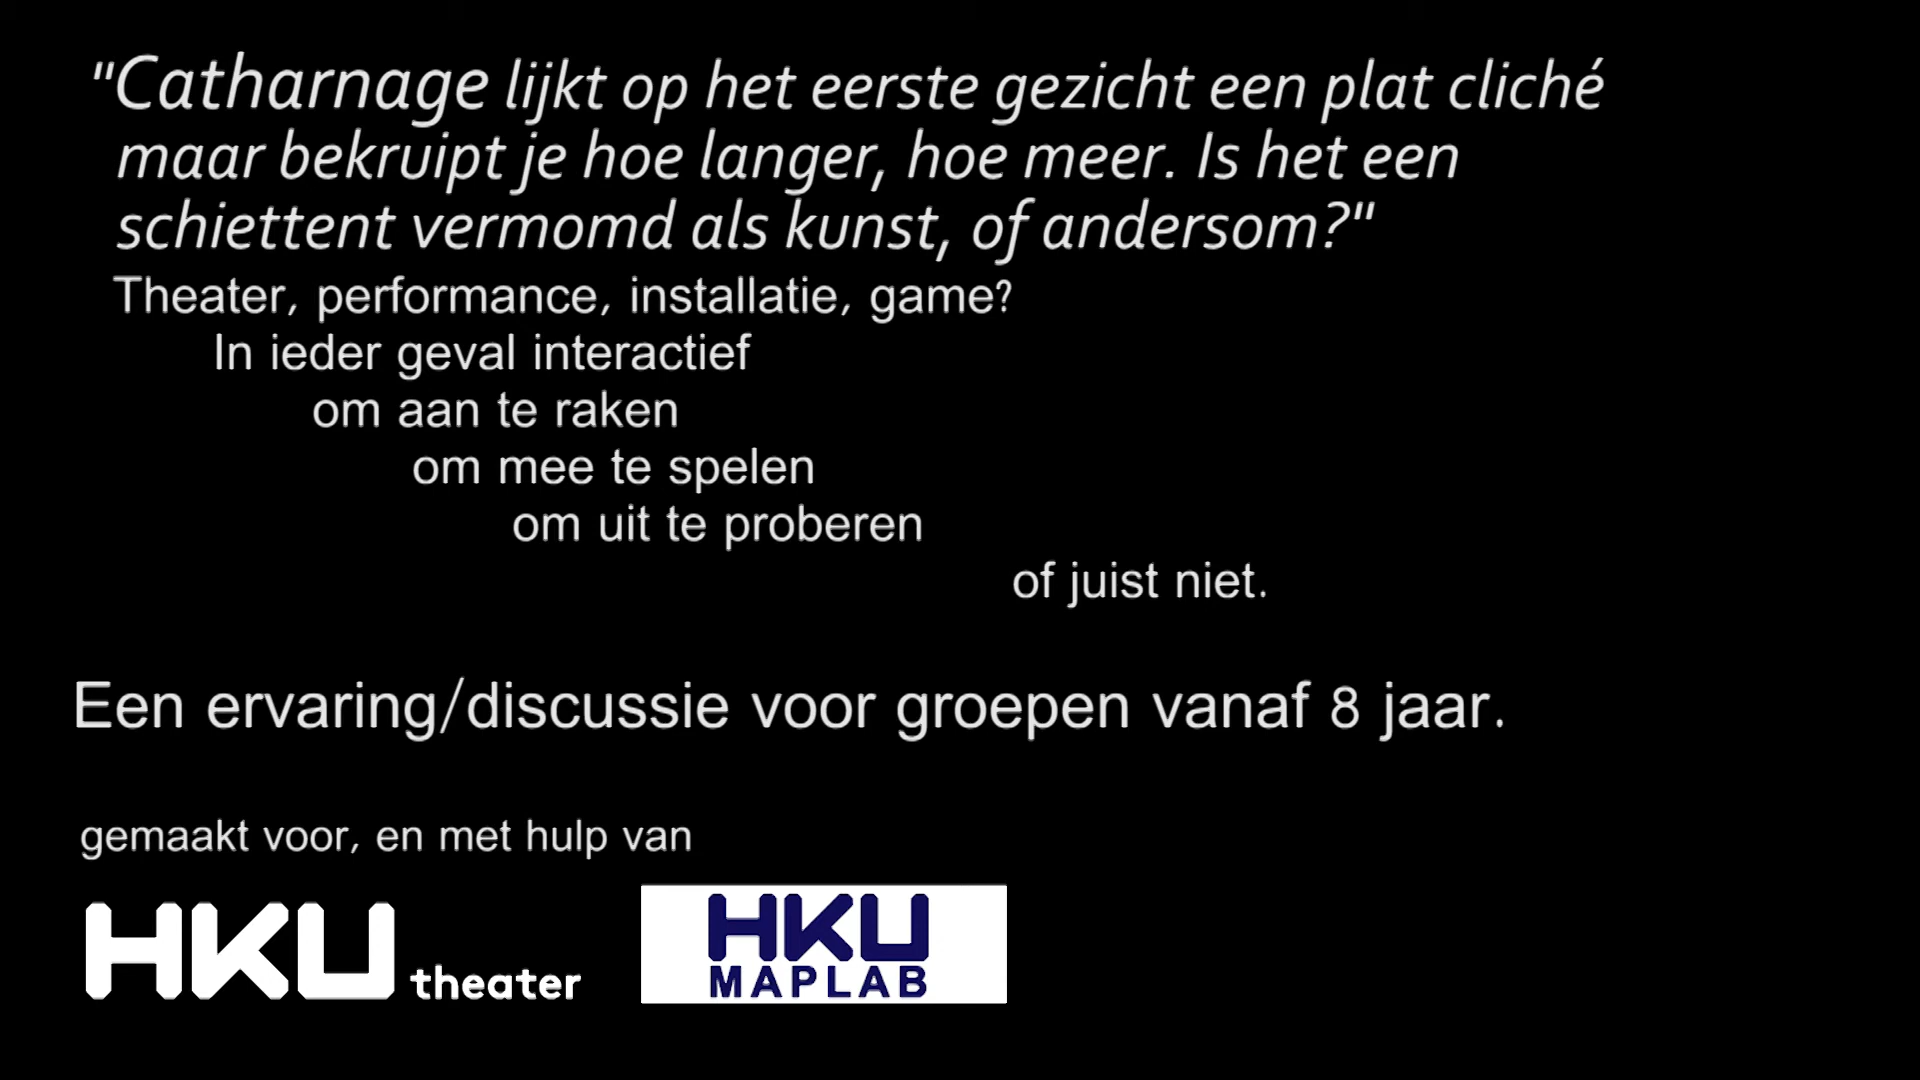 "Catharnage lijkt op het eerste gezicht een plat cliché
maar bekruipt je hoe langer, hoe meer. Is het een
schiettent vermomd als kunst, of andersom?"
Theater, performance, installatie, game?
In ieder geval interactief
om aan te raken
om mee te spelen
om uit te proberen
of juist niet.
Een ervaring/discussie voor groepen vanaf 8 jaar.
gemaakt voor, en met hulp van
HKU theater
HKU
MAPLAB